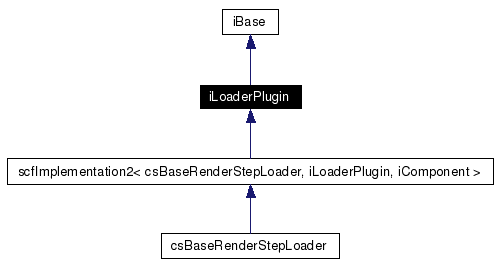 iBase
iLoaderPlugin
scfImplementation2< csBaseRenderStepLoader, iLoaderPlugin, iComponent >
csBaseRenderStepLoader